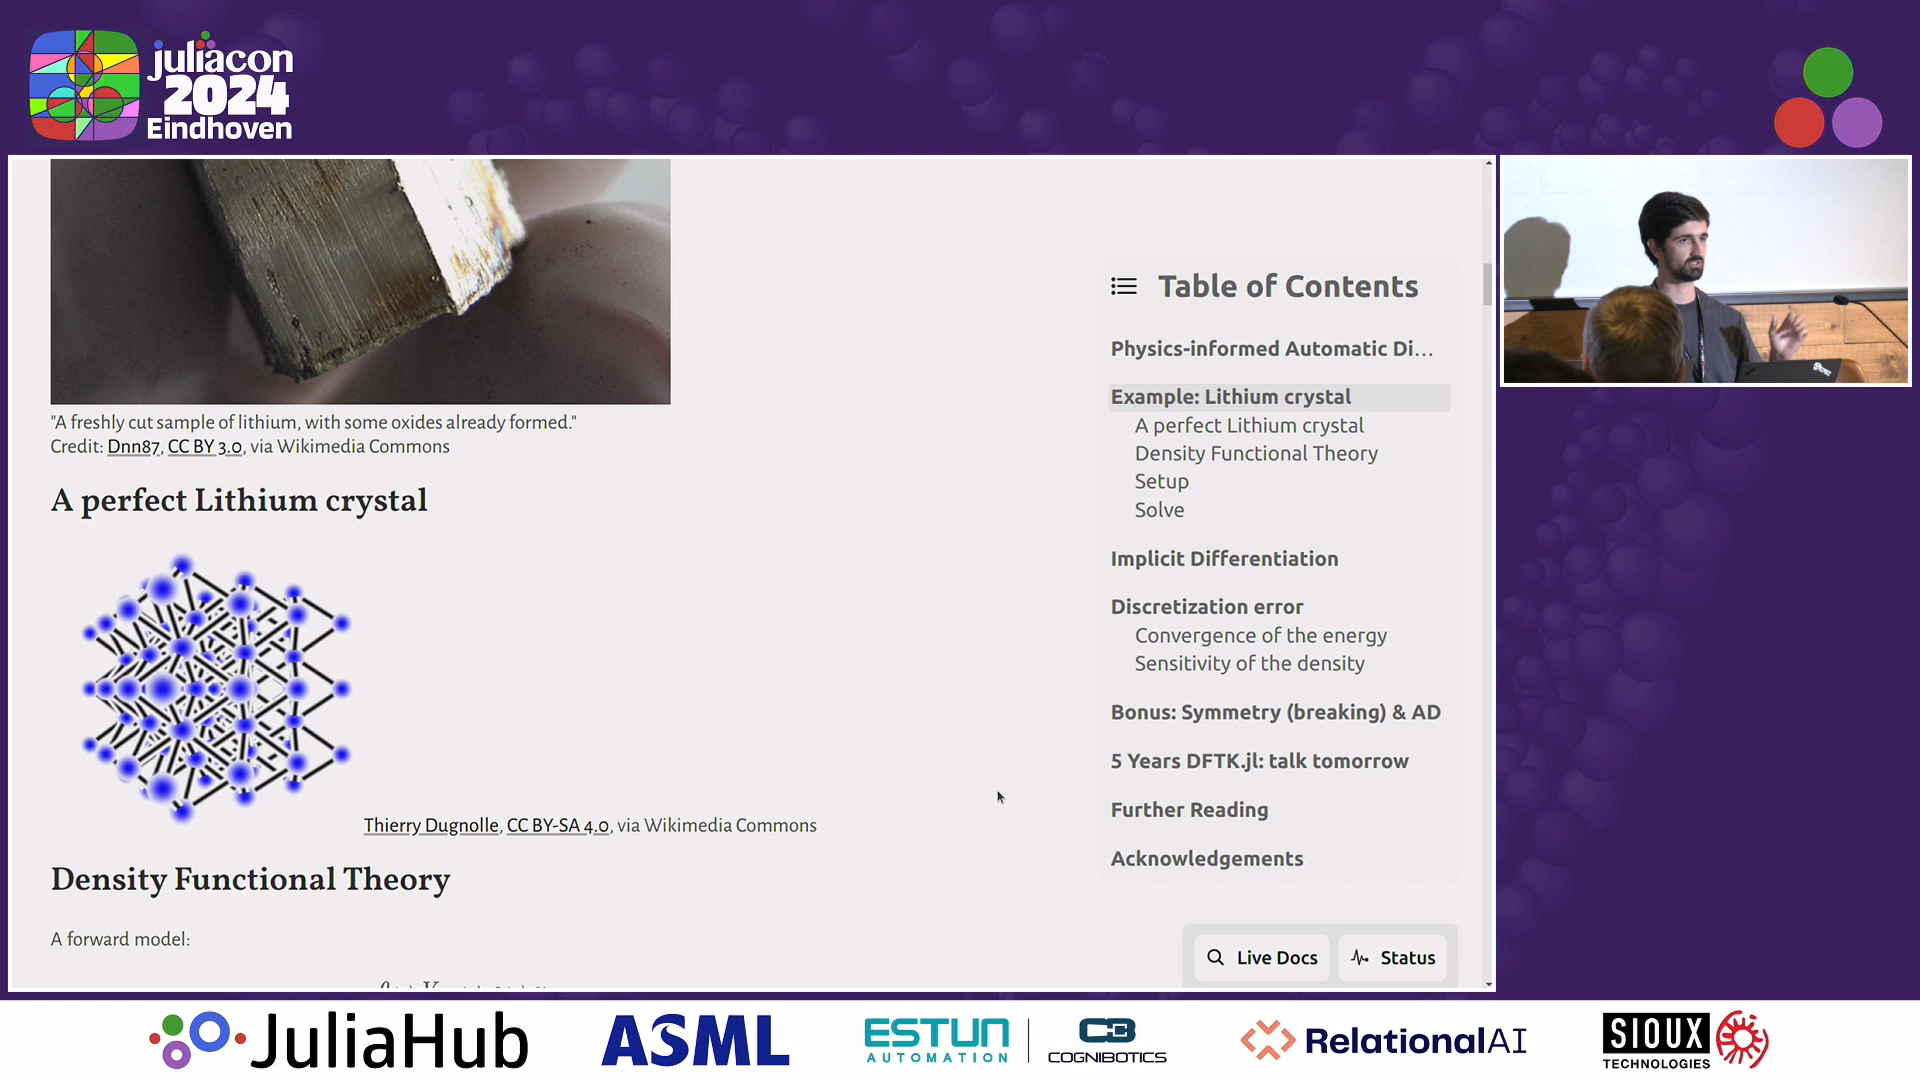 juliacon
2024
Eindhoven
"A freshly cut sample of lithium, with some oxides already formed."
Credit: Dnn87, CC BY 3.0, via Wikimedia Commons
A perfect Lithium crystal
Thierry Dugnolle, CC BY-SA 4.0, via Wikimedia Commons
Density Functional Theory
A forward model:
Table of Contents
Physics-informed Automatic Di...
Example: Lithium crystal
A perfect Lithium crystal
Density Functional Theory
Setup
Solve
Implicit Differentiation
Discretization error
Convergence of the energy
Sensitivity of the density
Bonus: Symmetry (breaking) & AD
5 Years DFTK.jl: talk tomorrow
Further Reading
Acknowledgements
Live Docs
Status
JuliaHub
ASML
ESTUN
AUTOMATION
COGNIBOTICS
RelationalAI
SIOUX
TECHNOLOGIES